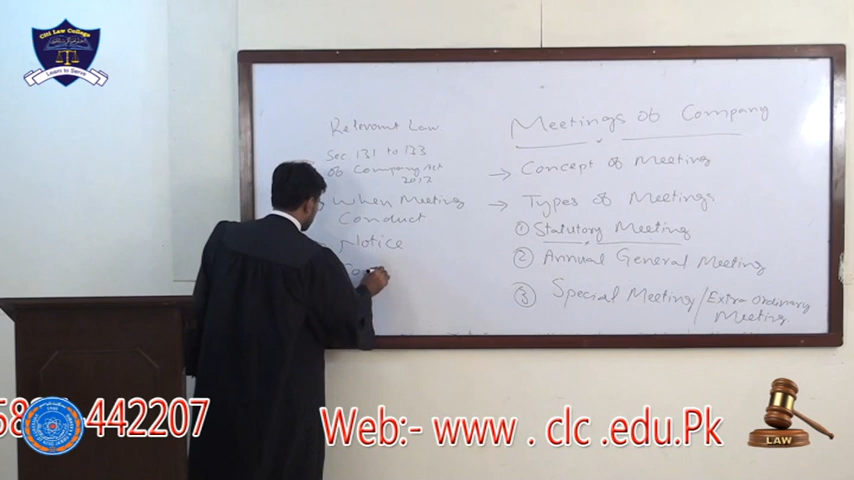 Citi Law College
Learn to Serve
Relevant Law
Sec 131 to 133
of Company Act
2017
When Meeting
Conduct
Notice
Meetings of Company
→ Concept of Meeting
→ Types of Meetings
① Statutory Meeting
② Annual General Meeting
③ Special Meeting / Extra Ordinary
Meeting
442207
Web:- www . clc .edu.Pk
LAW